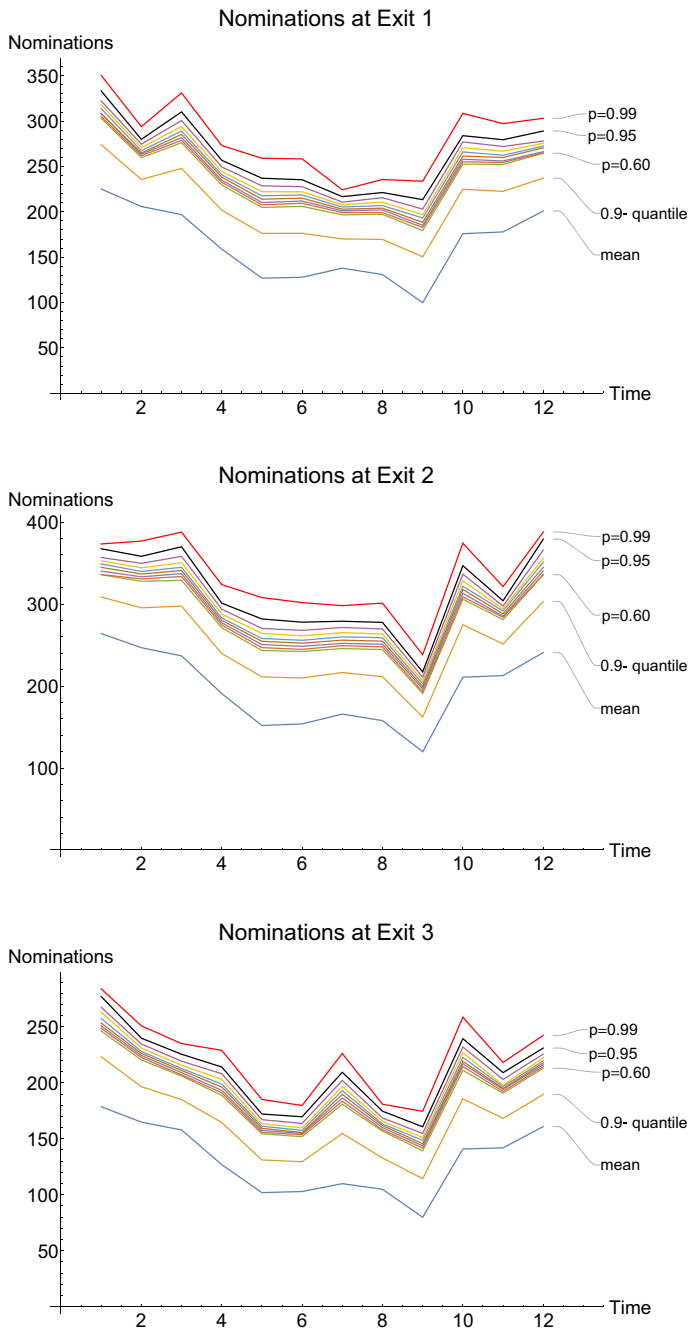 Nominations at Exit 1
Nominations
350
300
250
200
150
100
50
p=0.99
p=0.95
p=0.60
0.9- quantile
mean
2 4 6 8 10 12
Time
Nominations at Exit 2
Nominations
400
300
200
100
p=0.99
p=0.95
p=0.60
0.9- quantile
mean
2 4 6 8 10 12
Time
Nominations at Exit 3
Nominations
250
200
150
100
50
p=0.99
p=0.95
p=0.60
0.9- quantile
mean
2 4 6 8 10 12
Time